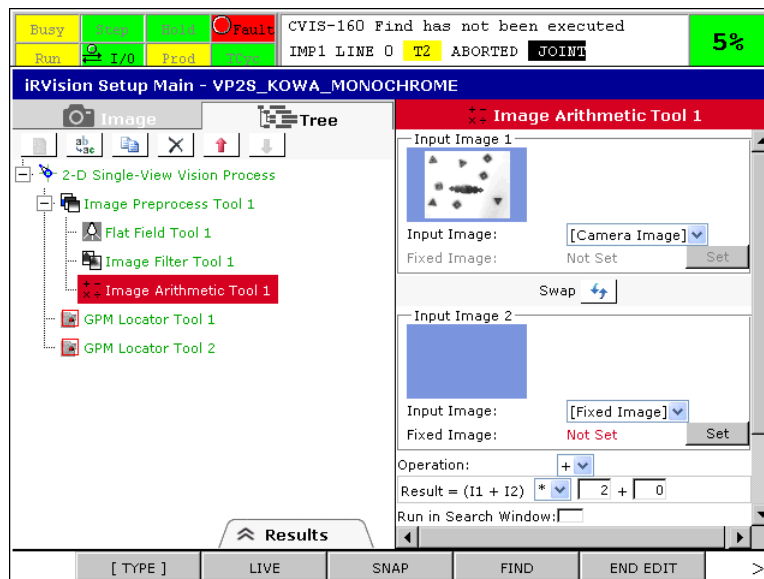 Busy Step Hold Fault CVIS-160 Find has not been executed
Run I/O Prod TCyc IMP1 LINE 0 T2 ABORTED JOINT 5%
iRVision Setup Main - VP2S_KOWA_MONOCHROME
Image Tree Image Arithmetic Tool 1
2-D Single-View Vision Process
Image Preprocess Tool 1
Flat Field Tool 1
Image Filter Tool 1
Image Arithmetic Tool 1
GPM Locator Tool 1
GPM Locator Tool 2
Input Image 1
Input Image: [Camera Image]
Fixed Image: Not Set Set
Swap
Input Image 2
Input Image: [Fixed Image]
Fixed Image: Not Set Set
Operation: +
Result = (I1 + I2) * 2 + 0
Run in Search Window:
Results
[ TYPE ] LIVE SNAP FIND END EDIT >